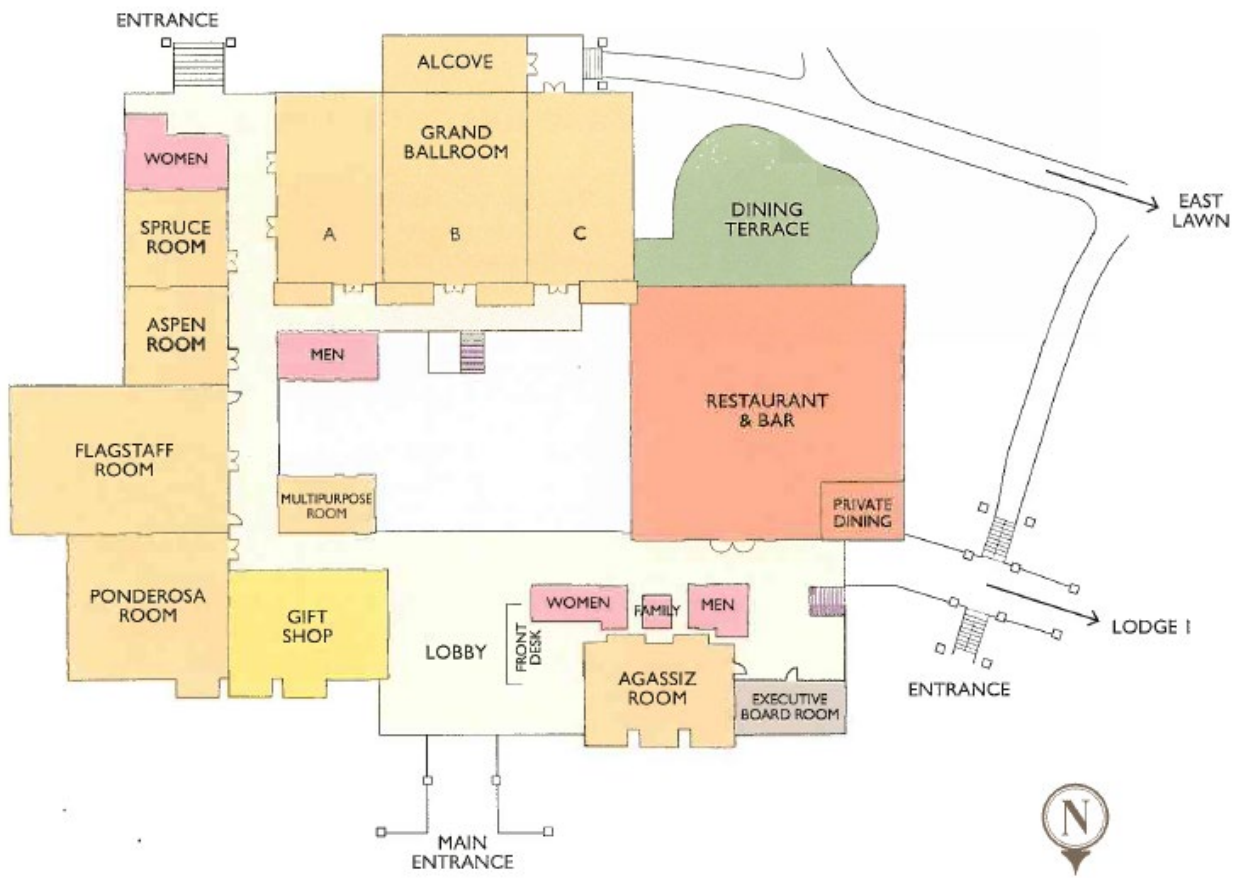 ENTRANCE
ALCOVE
GRAND
BALLROOM
WOMEN
SPRUCE
ROOM
A
B
C
DINING
TERRACE
EAST
LAWN
ASPEN
ROOM
MEN
RESTAURANT
& BAR
FLAGSTAFF
ROOM
MULTIPURPOSE
ROOM
PRIVATE
DINING
PONDEROSA
ROOM
GIFT
SHOP
LOBBY
FRONT
DESK
WOMEN
FAMILY
MEN
AGASSIZ
ROOM
EXECUTIVE
BOARD ROOM
LODGE I
ENTRANCE
MAIN
ENTRANCE
N